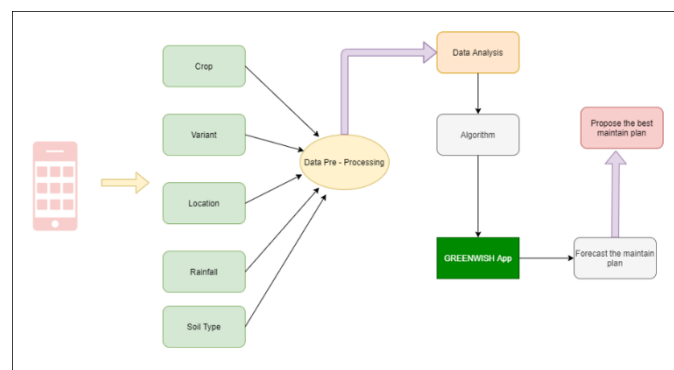 Crop
Variant
Location
Rainfall
Soil Type
Data Pre - Processing
Data Analysis
Algorithm
GREENWISH App
Forecast the maintain
plan
Propose the best
maintain plan